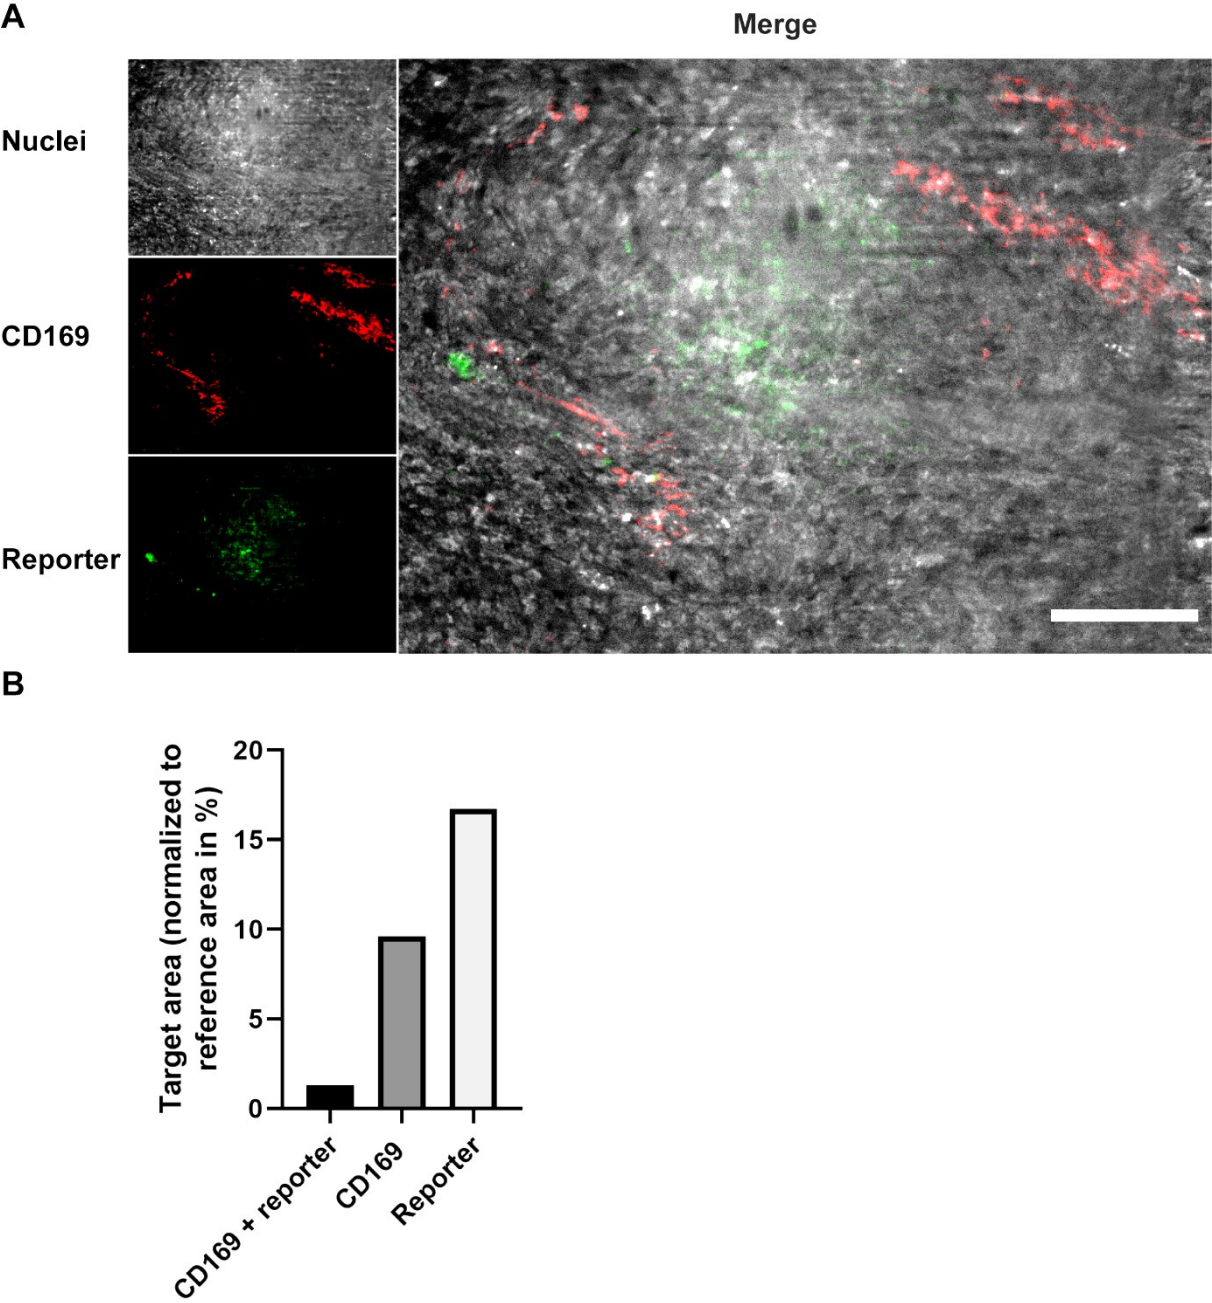 A
Merge
Nuclei
CD169
Reporter
B
Target area (normalized to
reference area in %)
20
15
10
5
0
CD169 + reporter
CD169
Reporter